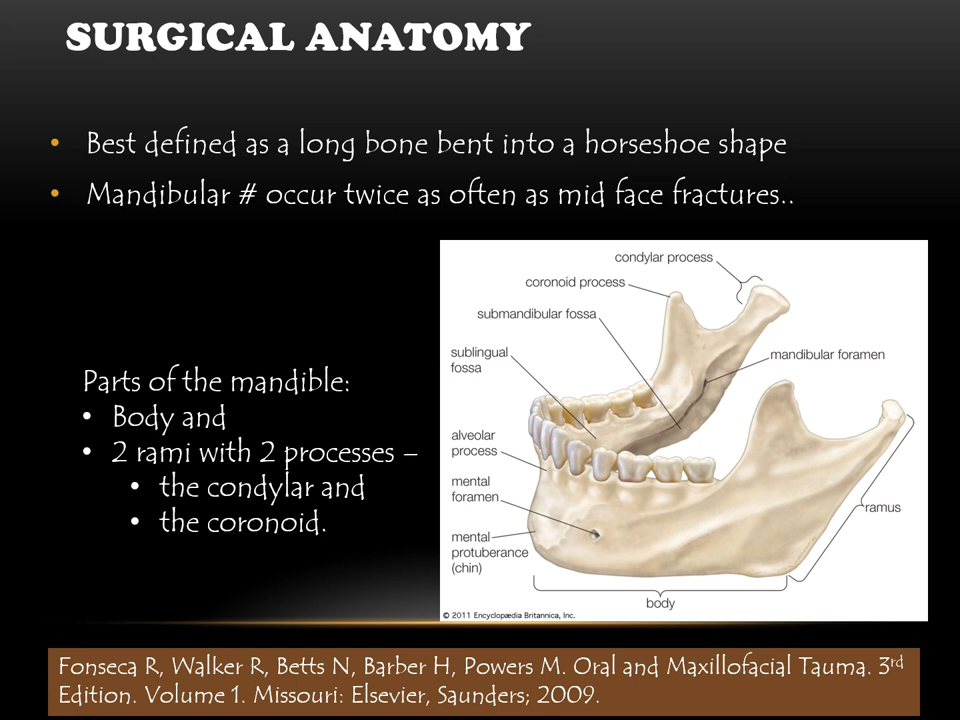 SURGICAL ANATOMY
• Best defined as a long bone bent into a horseshoe shape
• Mandibular # occur twice as often as mid face fractures..
Parts of the mandible:
• Body and
• 2 rami with 2 processes –
• the condylar and
• the coronoid.
condylar process
coronoid process
submandibular fossa
sublingual
fossa
mandibular foramen
alveolar
process
mental
foramen
ramus
mental
protuberance
(chin)
body
© 2011 Encyclopædia Britannica, Inc.
Fonseca R, Walker R, Betts N, Barber H, Powers M. Oral and Maxillofacial Tauma. 3rd
Edition. Volume 1. Missouri: Elsevier, Saunders; 2009.